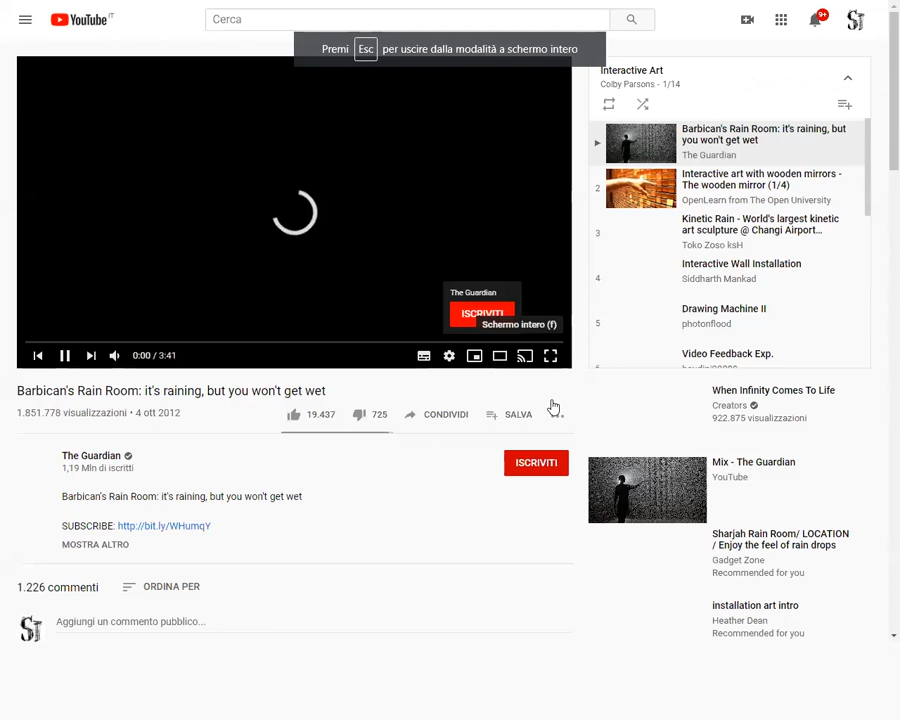 YouTube IT
Cerca
9+
Premi Esc per uscire dalla modalità a schermo intero
The Guardian
ISCRIVITI
Schermo intero (f)
0:00 / 3:41
Interactive Art
Colby Parsons - 1/14
Barbican's Rain Room: it's raining, but
you won't get wet
The Guardian
2
Interactive art with wooden mirrors -
The wooden mirror (1/4)
OpenLearn from The Open University
3
Kinetic Rain - World's largest kinetic
art sculpture @ Changi Airport...
Toko Zoso ksH
4
Interactive Wall Installation
Siddharth Mankad
5
Drawing Machine II
photonflood
Video Feedback Exp.
Barbican's Rain Room: it's raining, but you won't get wet
1.851.778 visualizzazioni • 4 ott 2012
19.437
725
CONDIVIDI
SALVA
The Guardian
1,19 Mln di iscritti
ISCRIVITI
Barbican's Rain Room: it's raining, but you won't get wet
SUBSCRIBE: http://bit.ly/WHumqY
MOSTRA ALTRO
1.226 commenti
ORDINA PER
ST
Aggiungi un commento pubblico...
When Infinity Comes To Life
Creators
922.875 visualizzazioni
Mix - The Guardian
YouTube
Sharjah Rain Room/ LOCATION
/ Enjoy the feel of rain drops
Gadget Zone
Recommended for you
installation art intro
Heather Dean
Recommended for you